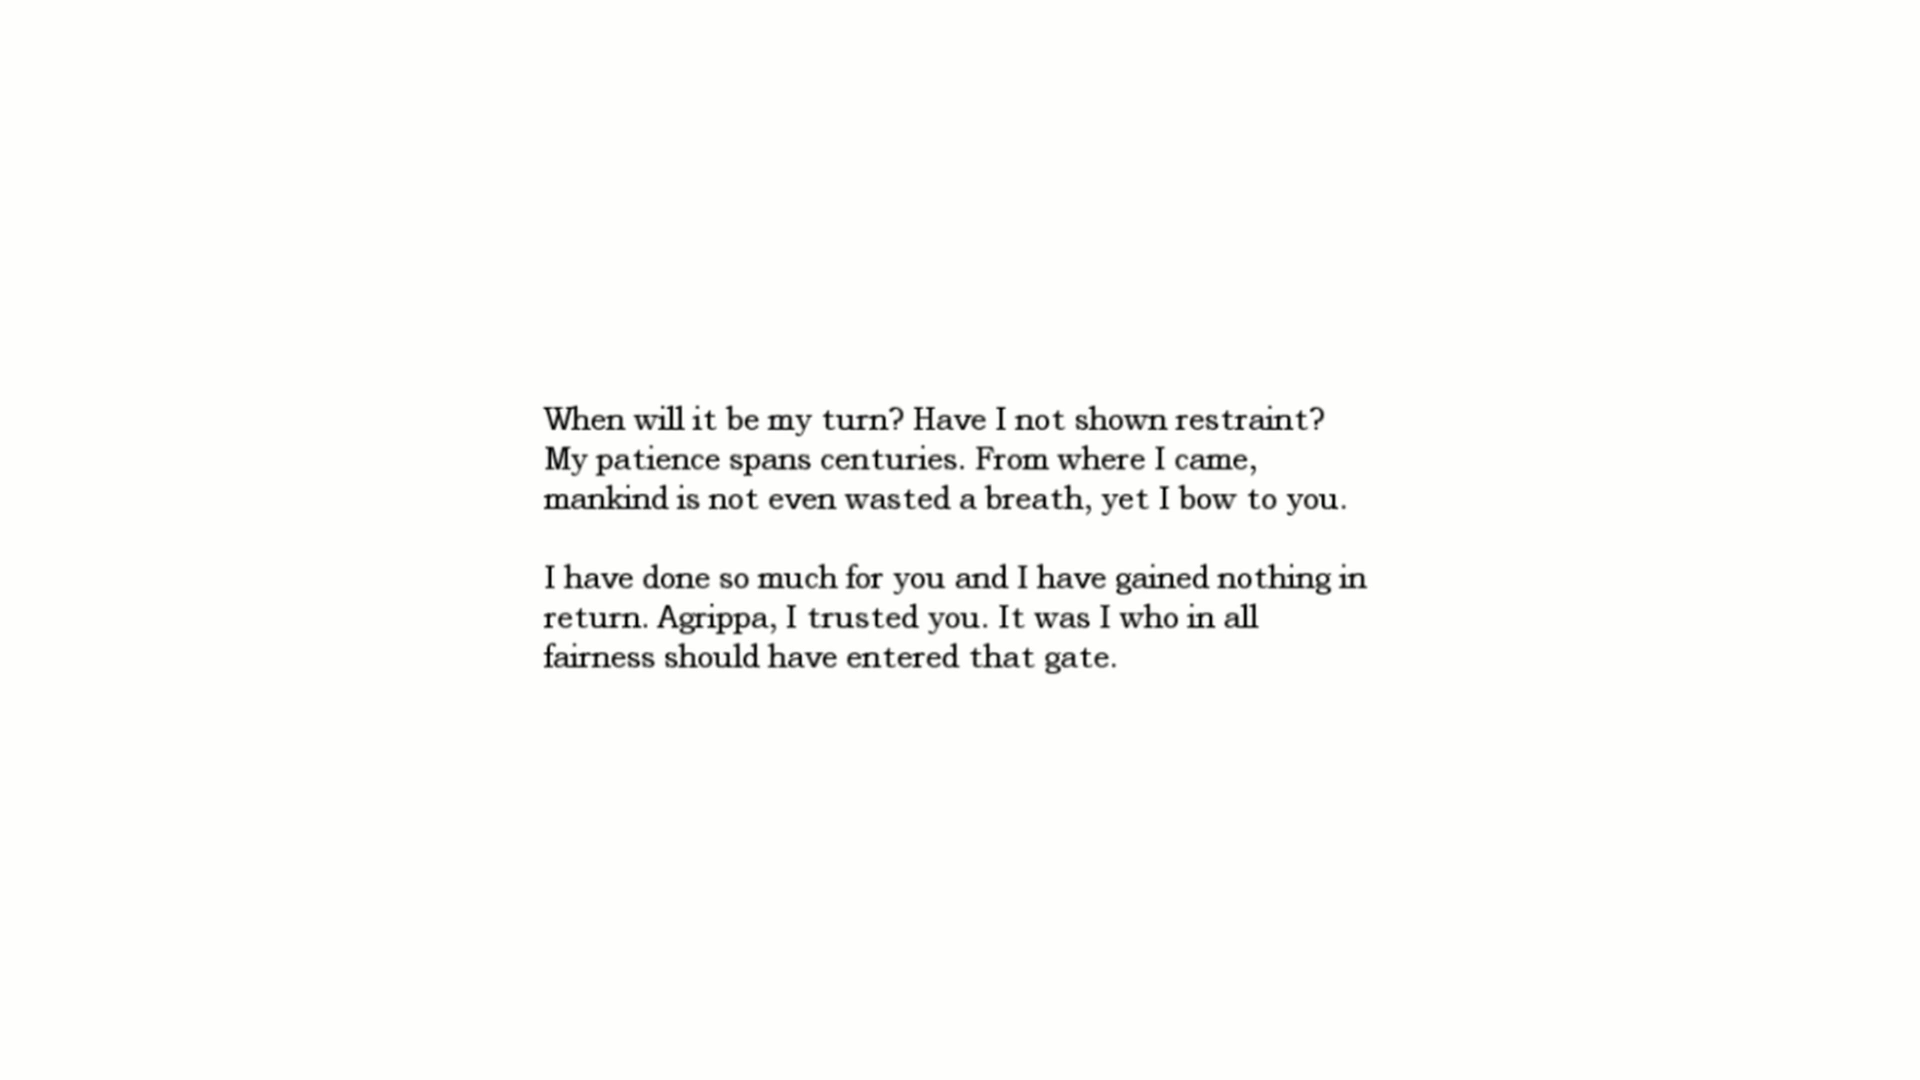 When will it be my turn? Have I not shown restraint?
My patience spans centuries. From where I came,
mankind is not even wasted a breath, yet I bow to you.
I have done so much for you and I have gained nothing in
return. Agrippa, I trusted you. It was I who in all
fairness should have entered that gate.